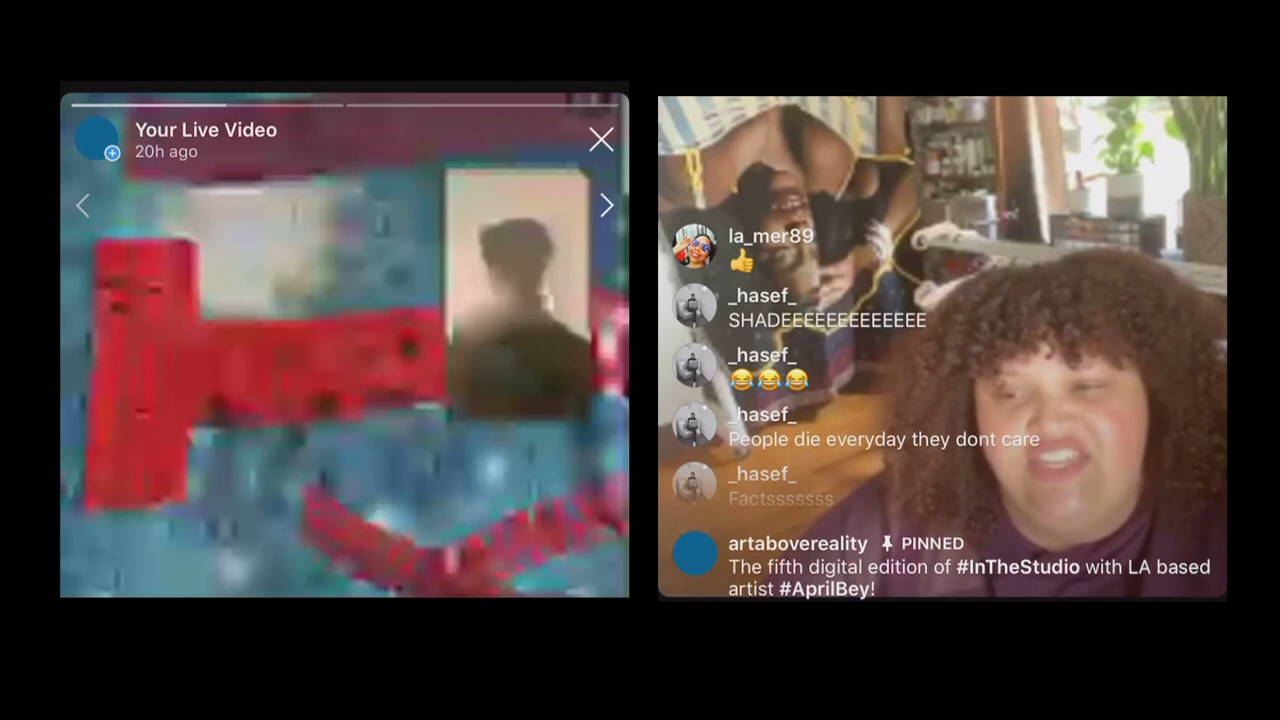 Your Live Video
20h ago
la_mer89
👍
_hasef_
SHADEEEEEEEEEEEEE
_hasef_
😂😂😂
_hasef_
People die everyday they dont care
_hasef_
Factsssssss
artabovereality PINNED
The fifth digital edition of #InTheStudio with LA based
artist #AprilBey!